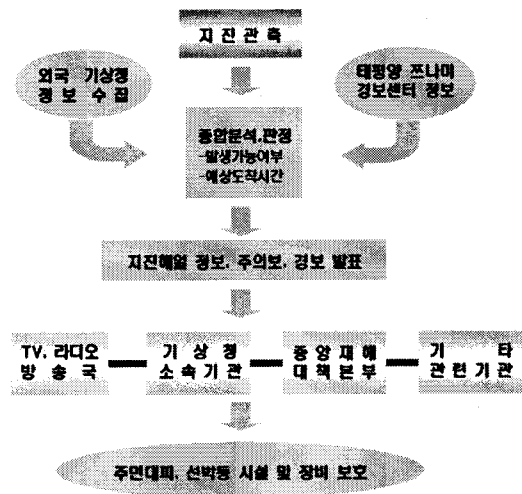 지진관측
외국 기상청
정보수집
태평양 쯔나미
경보센터 정보
종합분석.판정
-발생가능여부
-예상도착시간
지진해일 정보, 주의보, 경보 발표
TV, 라디오
방송국
기상청
소속기관
중앙재해
대책본부
기타
관련기관
주민대피, 선박등 시설 및 장비 보호